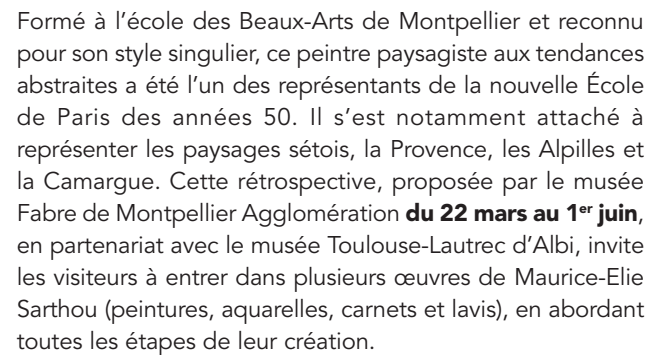 Formé à l’école des Beaux-Arts de Montpellier et reconnu
pour son style singulier, ce peintre paysagiste aux tendances
abstraites a été l’un des représentants de la nouvelle École
de Paris des années 50. Il s’est notamment attaché à
représenter les paysages sétois, la Provence, les Alpilles et
la Camargue. Cette rétrospective, proposée par le musée
Fabre de Montpellier Agglomération du 22 mars au 1er juin,
en partenariat avec le musée Toulouse-Lautrec d’Albi, invite
les visiteurs à entrer dans plusieurs œuvres de Maurice-Elie
Sarthou (peintures, aquarelles, carnets et lavis), en abordant
toutes les étapes de leur création.